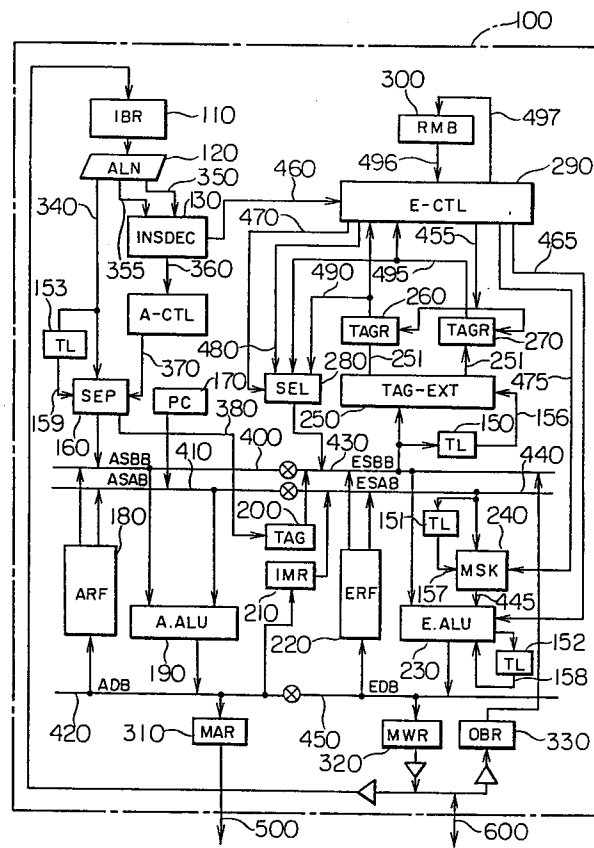 100
IBR
110
300
RMB
497
496
ALN
120
350
460
290
340
130
E-CTL
355
INSDEC
470
455
465
360
490
495
260
153
A-CTL
TAGR
TAGR
270
TL
370
480
280
251
251
475
SEP
PC
170
SEL
TAG-EXT
159
380
250
150
156
160
400
430
TL
ASBB
ESBB
440
ASAB
410
ESAB
200
180
TAG
151
TL
240
IMR
157
MSK
ARF
210
ERF
445
A.ALU
220
E.ALU
152
190
230
TL
158
ADB
EDB
420
310
MAR
450
MWR
OBR
330
320
500
600